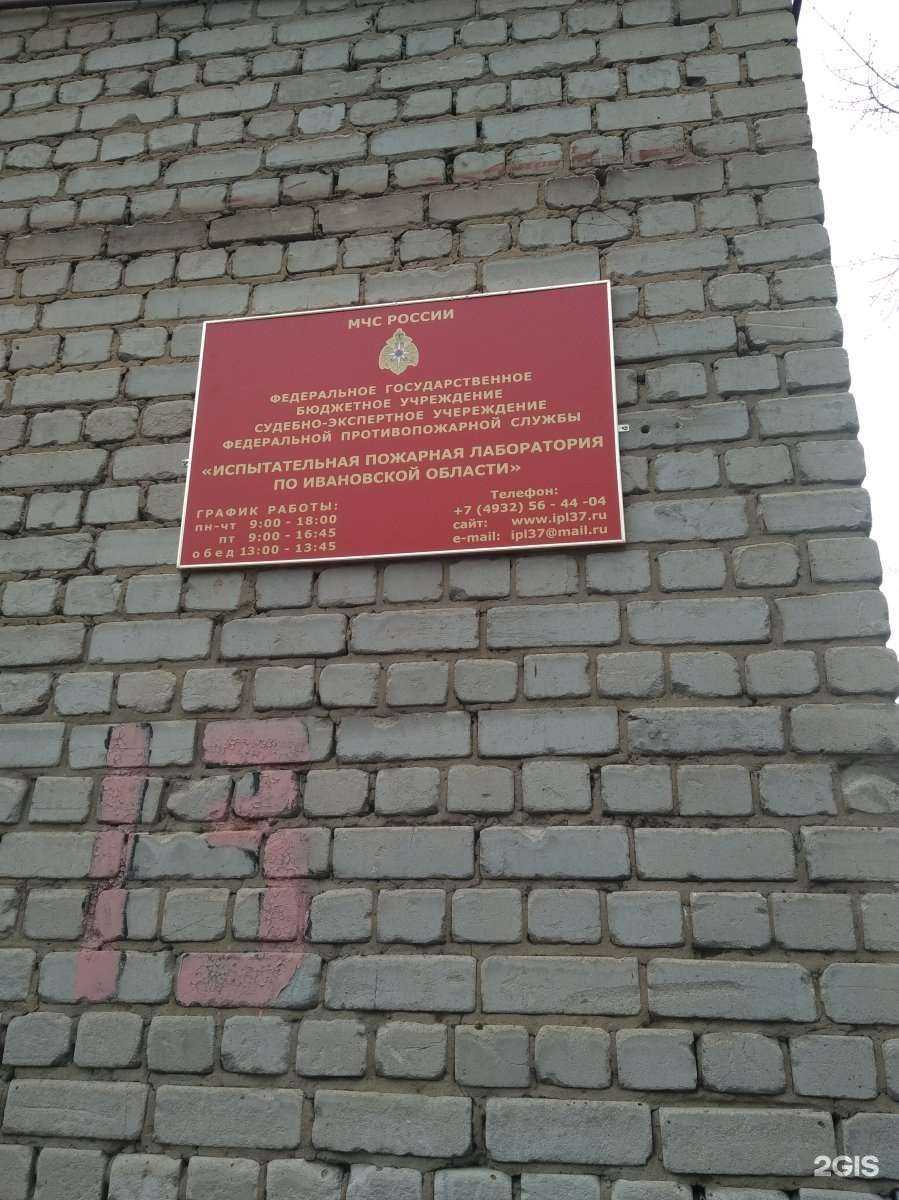 МЧС РОССИИ
ФЕДЕРАЛЬНОЕ ГОСУДАРСТВЕННОЕ
БЮДЖЕТНОЕ УЧРЕЖДЕНИЕ
СУДЕБНО-ЭКСПЕРТНОЕ УЧЕРЕЖДЕНИЕ
ФЕДЕРАЛЬНОЙ ПРОТИВОПОЖАРНОЙ СЛУЖБЫ
«ИСПЫТАТЕЛЬНАЯ ПОЖАРНАЯ ЛАБОРАТОРИЯ
ПО ИВАНОВСКОЙ ОБЛАСТИ»
ГРАФИК РАБОТЫ:
пн-чт 9:00 - 18:00
пт 9:00 - 16:45
обед 13:00 - 13:45
Телефон:
+7 (4932) 56 - 44 -04
сайт: www.ipl37.ru
e-mail: ipl37@mail.ru
13
2GIS